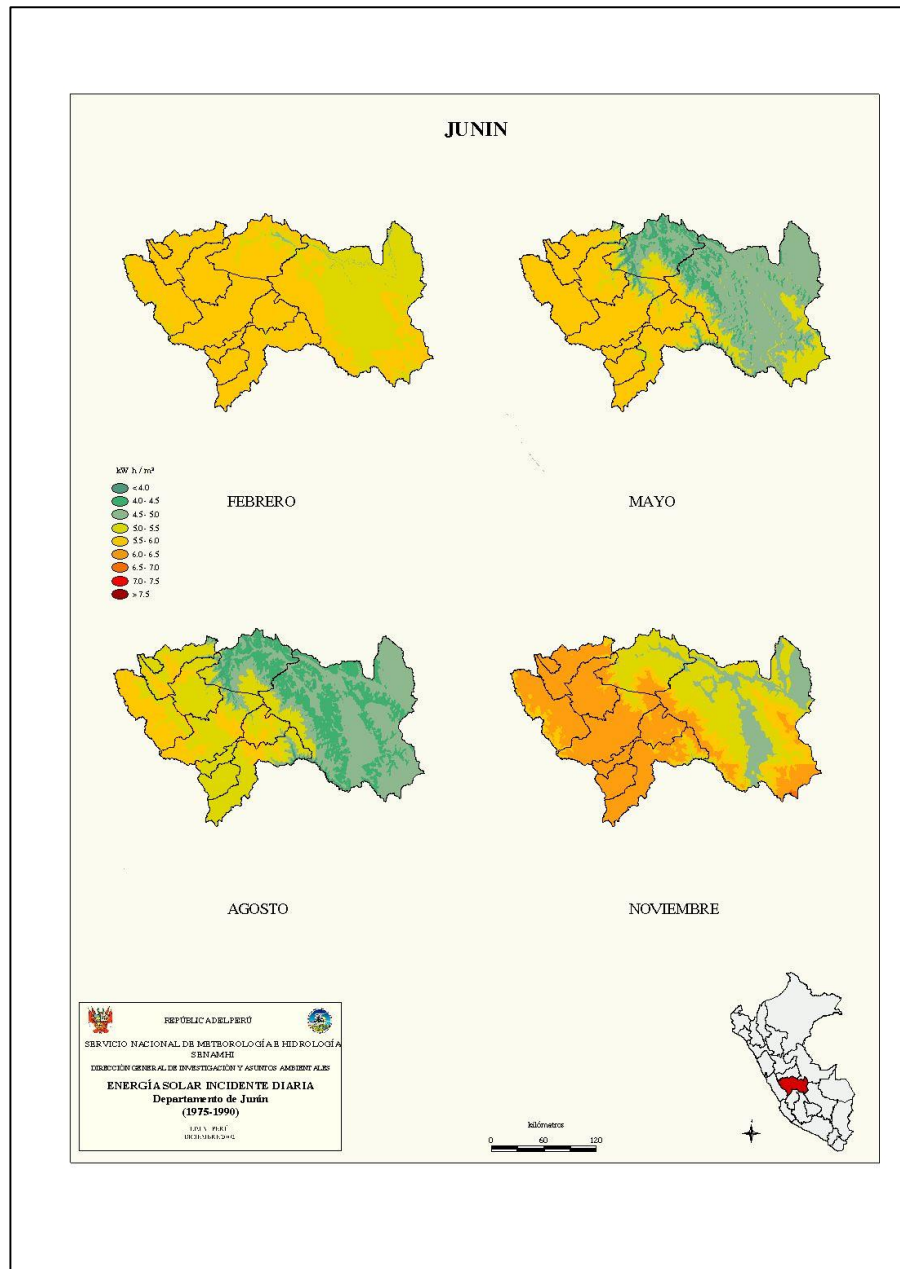 JUNIN
kW h / m²
< 4.0
4.0- 4.5
4.5- 5.0
5.0- 5.5
5.5- 6.0
6.0- 6.5
6.5- 7.0
7.0- 7.5
> 7.5
FEBRERO
MAYO
AGOSTO
NOVIEMBRE
REPÚBLICA DEL PERÚ
SERVICIO NACIONAL DE METEOROLOGÍA E HIDROLOGÍA
SENAMHI
DIRECCIÓN GENERAL DE INVESTIGACIÓN Y ASUNTOS AMBIENTALES
ENERGÍA SOLAR INCIDENTE DIARIA
Departamento de Junín
(1975-1990)
LIMA - PERÚ
kilómetros
0 60 120